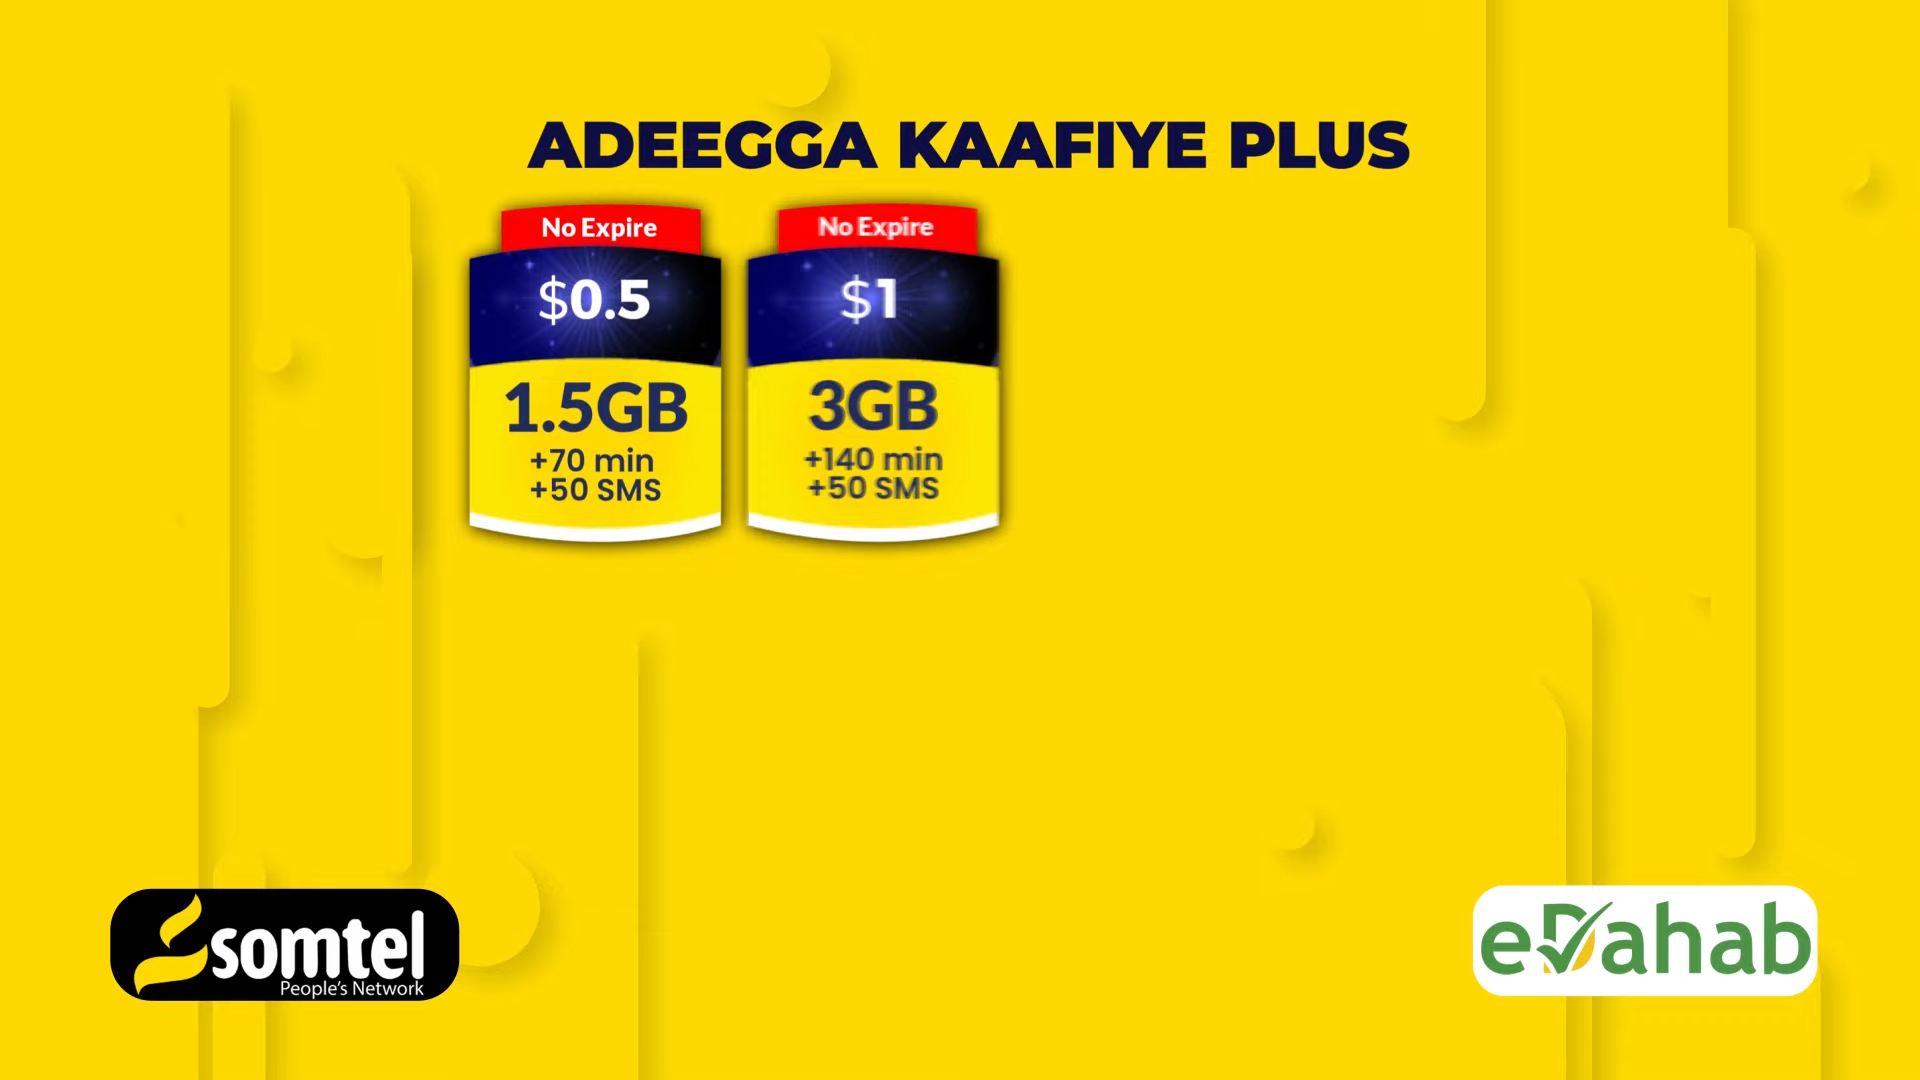 ADEEGGA KAAFIYE PLUS
No Expire
$0.5
1.5GB
+70 min
+50 SMS
No Expire
$1
3GB
+140 min
+50 SMS
somtel
People's Network
eDahab